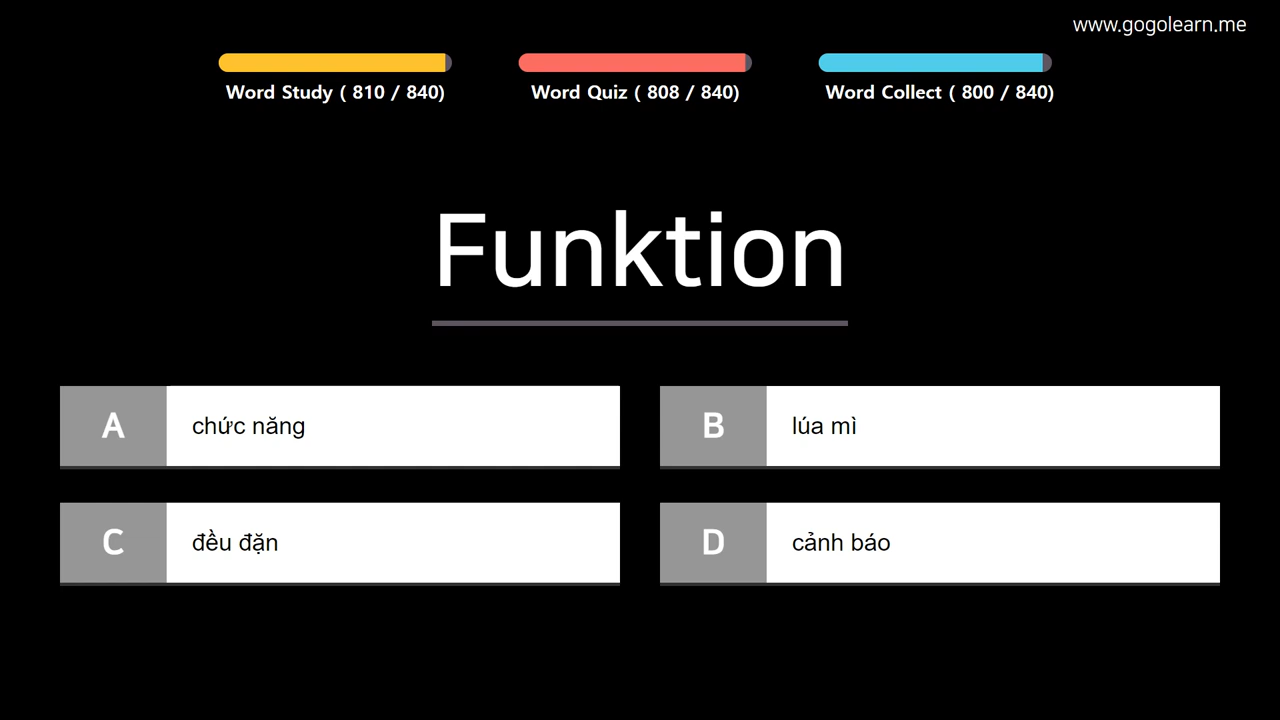 www.gogolearn.me
Word Study ( 810 / 840)
Word Quiz ( 808 / 840)
Word Collect ( 800 / 840)
Funktion
A chức năng
B lúa mì
C đều đặn
D cảnh báo